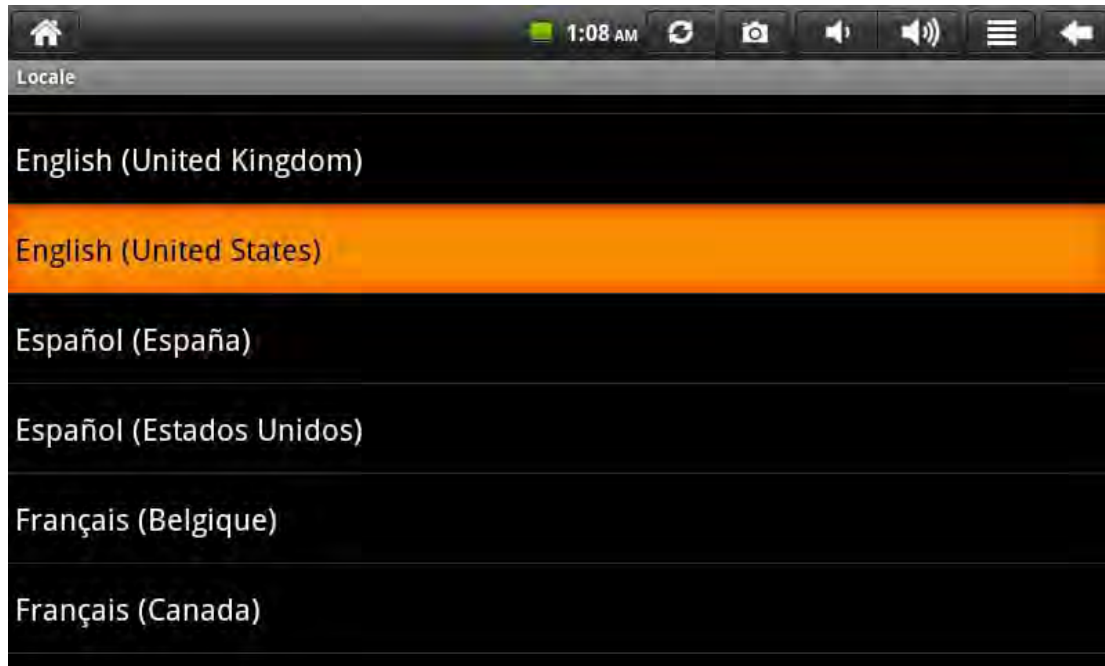 1:08 AM
Locale
English (United Kingdom)
English (United States)
Español (España)
Español (Estados Unidos)
Français (Belgique)
Français (Canada)